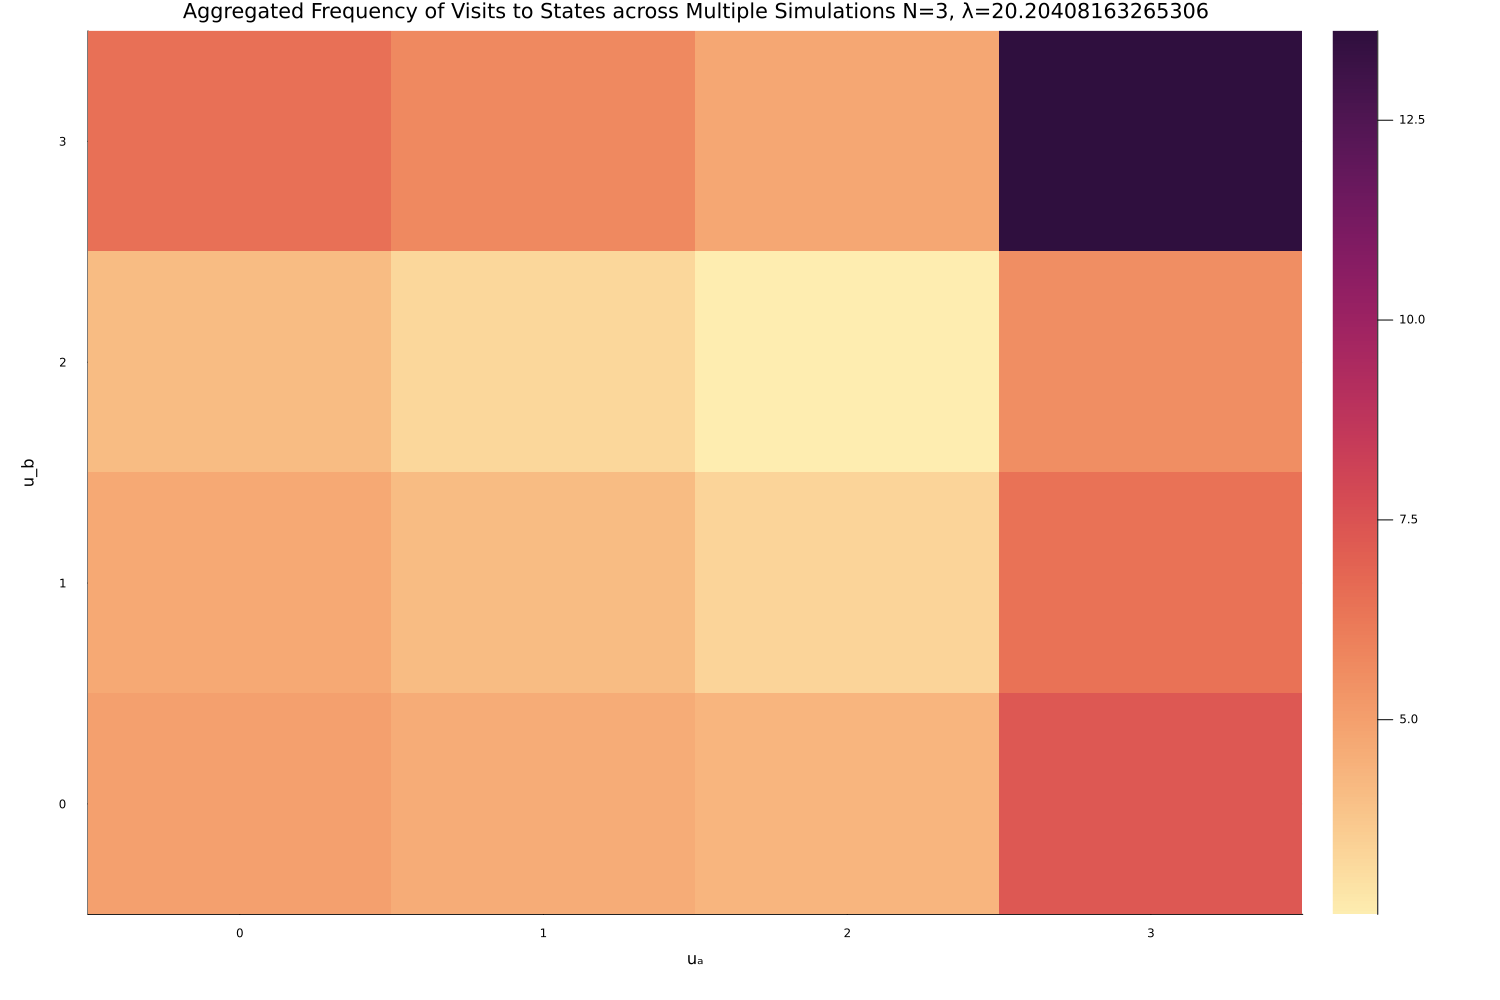 Aggregated Frequency of Visits to States across Multiple Simulations N=3, λ=20.20408163265306
12.5
3
10.0
2
u_b
7.5
1
5.0
0
0 1 2 3
uₐ